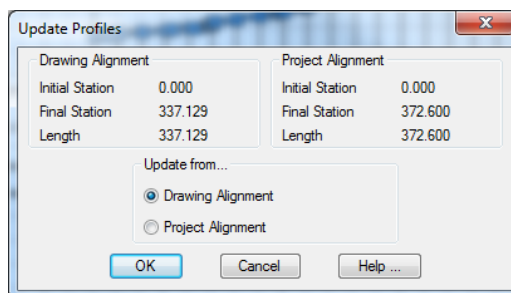 Update Profiles
Drawing Alignment
Initial Station 0.000
Final Station 337.129
Length 337.129
Project Alignment
Initial Station 0.000
Final Station 372.600
Length 372.600
Update from...
Drawing Alignment
Project Alignment
OK Cancel Help ...